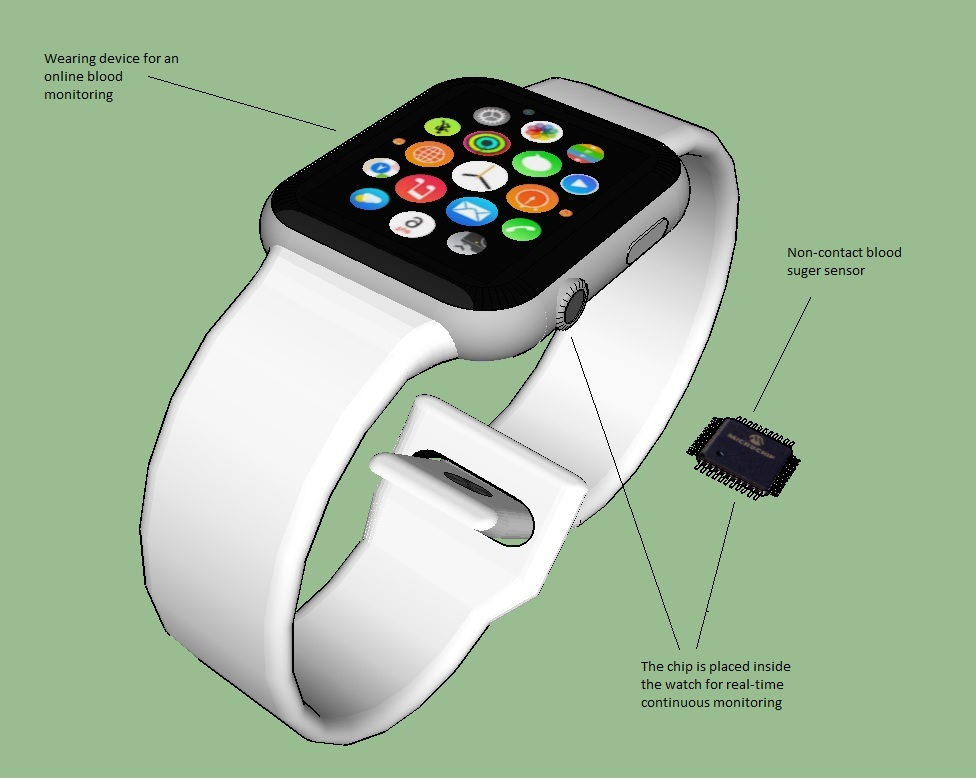 Wearing device for an
online blood
monitoring
Non-contact blood
suger sensor
MICROCHIP
The chip is placed inside
the watch for real-time
continuous monitoring